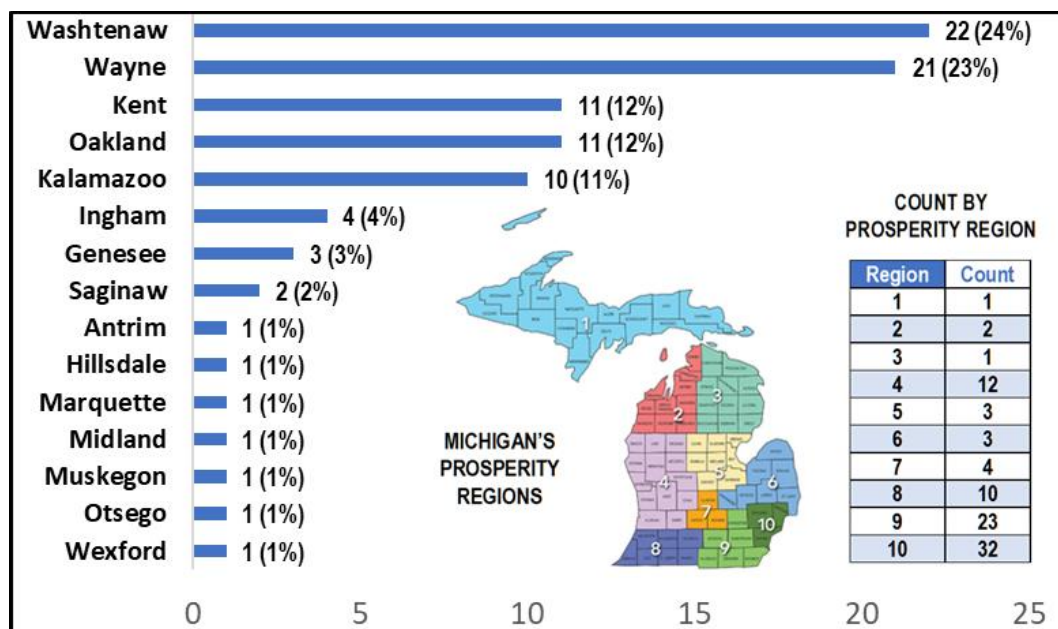 Washtenaw 22 (24%)
Wayne 21 (23%)
Kent 11 (12%)
Oakland 11 (12%)
Kalamazoo 10 (11%)
Ingham 4 (4%)
Genesee 3 (3%)
Saginaw 2 (2%)
Antrim 1 (1%)
Hillsdale 1 (1%)
Marquette 1 (1%)
Midland 1 (1%)
Muskegon 1 (1%)
Otsego 1 (1%)
Wexford 1 (1%)
0 5 10 15 20 25
MICHIGAN'S
PROSPERITY
REGIONS
1
2
3
4
5
6
7
8
9
10
COUNT BY
PROSPERITY REGION
Region Count
1 1
2 2
3 1
4 12
5 3
6 3
7 4
8 10
9 23
10 32